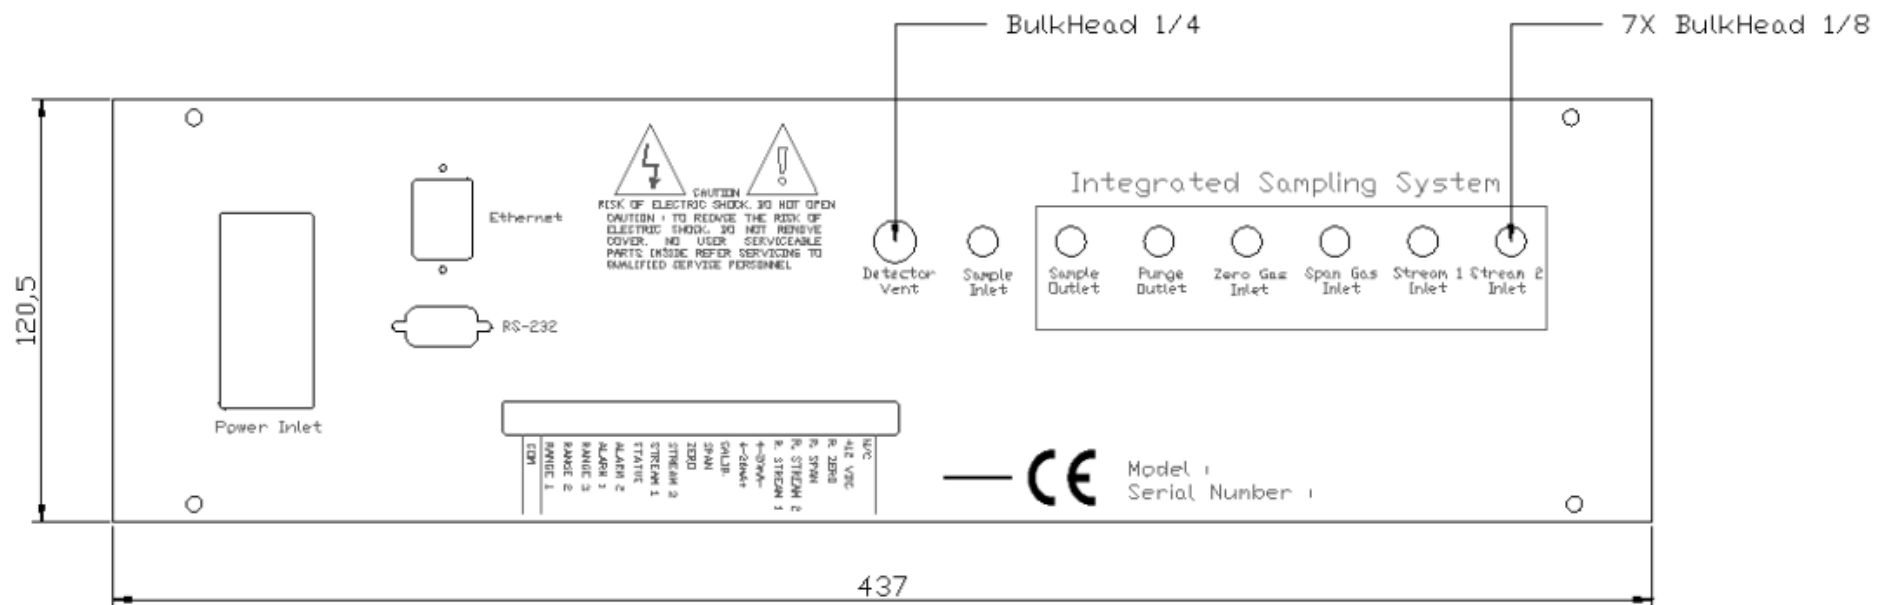 BulkHead 1/4
7X BulkHead 1/8
Integrated Sampling System
Ethernet
CAUTION
RISK OF ELECTRIC SHOCK. DO NOT OPEN
CAUTION : TO REDUSE THE RISK OF
ELECTRIC SHOCK. DO NOT REMOVE
COVER. NO USER SERVICEABLE
PARTS INSIDE REFER SERVICING TO
QUALIFIED SERVICE PERSONNEL
Detector
Vent
Sample
Inlet
Sample
Outlet
Purge
Outlet
Zero Gas
Inlet
Span Gas
Inlet
Stream 1
Inlet
Stream 2
Inlet
RS-232
120,5
Power Inlet
COM
RANGE 1
RANGE 2
RANGE 3
ALARM 1
ALARM 2
STATUS
STREAM 1
STREAM 2
ZERO
SPAN
CALIB.
4-20mA+
4-20mA-
R. STREAM 1
R. STREAM 2
R. SPAN
R. ZERO
+12 VDC
N/C
CE
Model :
Serial Number :
437